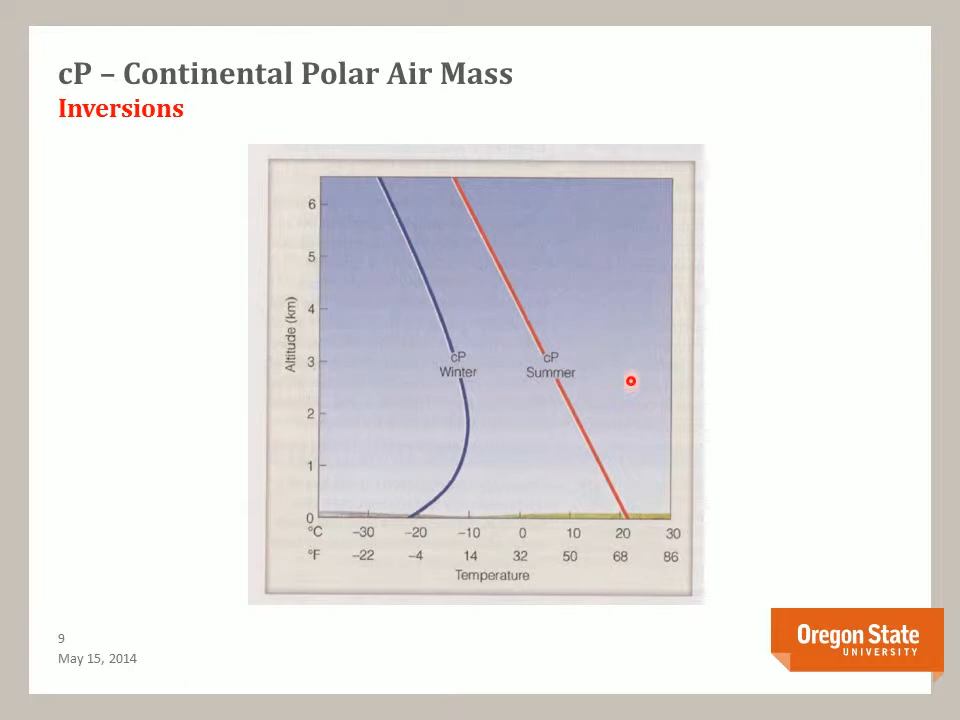 cP – Continental Polar Air Mass
Inversions
6
5
4
3
2
1
0
Altitude (km)
cP
Winter
cP
Summer
°C −30 −20 −10 0 10 20 30
°F −22 −4 14 32 50 68 86
Temperature
9
May 15, 2014
Oregon State
UNIVERSITY